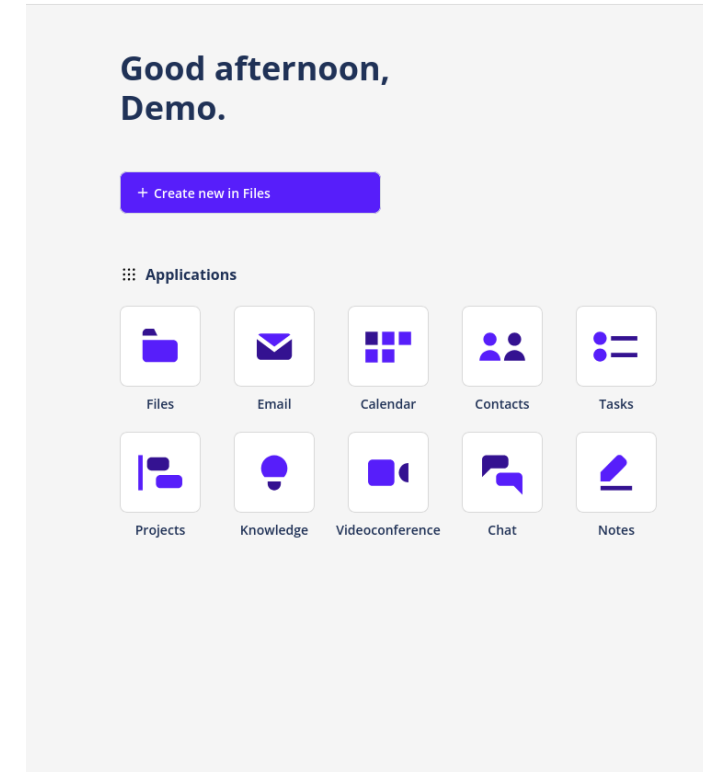 Good afternoon,
Demo.
+ Create new in Files
Applications
Files Email Calendar Contacts Tasks
Projects Knowledge Videoconference Chat Notes